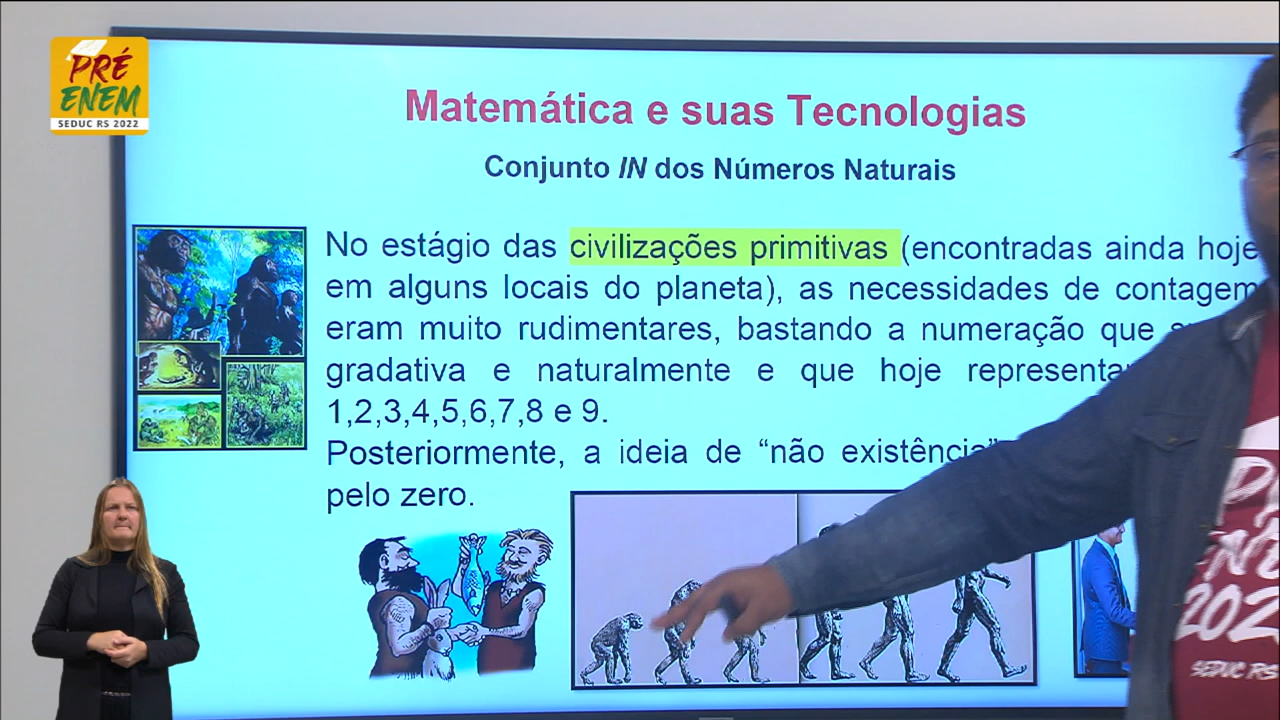 PRÉ
ENEM
SEDUC RS 2022
Matemática e suas Tecnologias
Conjunto IN dos Números Naturais
No estágio das civilizações primitivas (encontradas ainda hoje
em alguns locais do planeta), as necessidades de contagem
eram muito rudimentares, bastando a numeração que
gradativa e naturalmente e que hoje
1,2,3,4,5,6,7,8 e 9.
Posteriormente, a ideia de “não existência”
pelo zero.
202
SEDUC RS